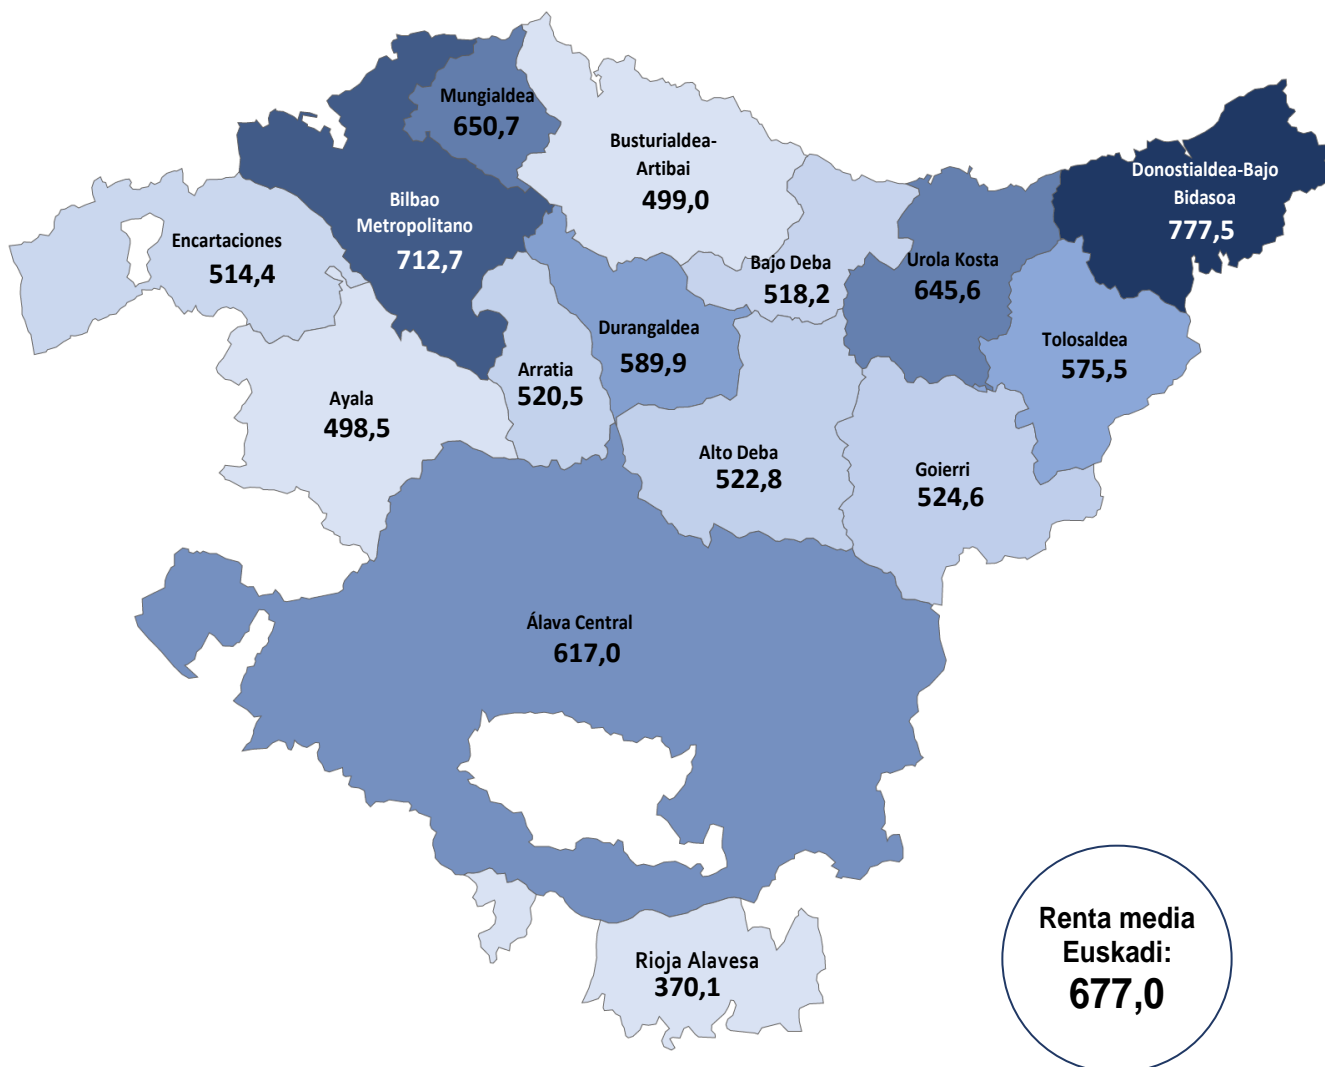 Mungialdea
650,7
Busturialdea-
Artibai
499,0
Donostialdea-Bajo
Bidasoa
777,5
Bilbao
Metropolitano
712,7
Encartaciones
514,4
Bajo Deba
518,2
Urola Kosta
645,6
Durangaldea
589,9
Tolosaldea
575,5
Arratia
520,5
Ayala
498,5
Alto Deba
522,8
Goierri
524,6
Álava Central
617,0
Rioja Alavesa
370,1
Renta media
Euskadi:
677,0